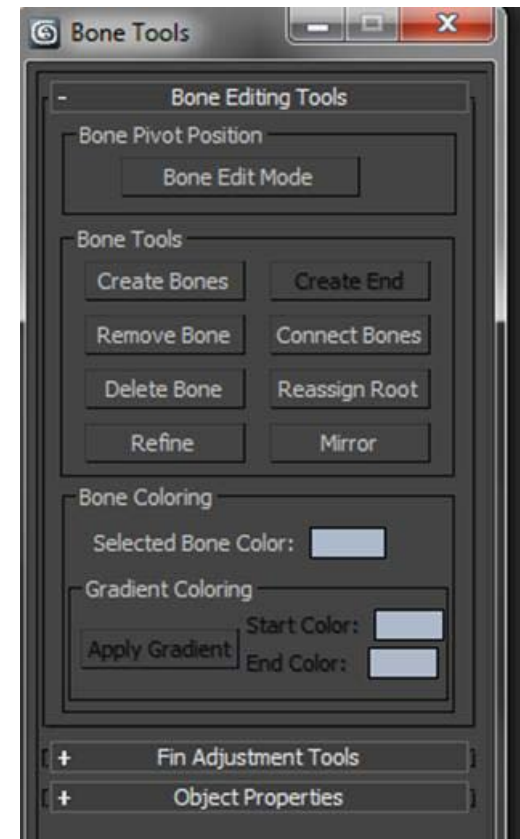 Bone Tools
- Bone Editing Tools
Bone Pivot Position
Bone Edit Mode
Bone Tools
Create Bones Create End
Remove Bone Connect Bones
Delete Bone Reassign Root
Refine Mirror
Bone Coloring
Selected Bone Color:
Gradient Coloring
Start Color:
Apply Gradient
End Color:
+ Fin Adjustment Tools
+ Object Properties